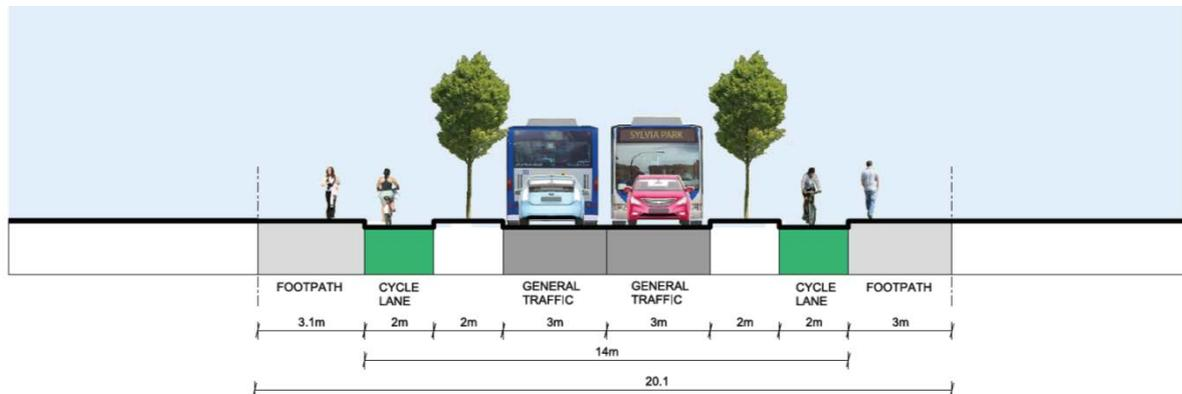 SYLVIA PARK
FOOTPATH
CYCLE
LANE
GENERAL
TRAFFIC
GENERAL
TRAFFIC
CYCLE
LANE
FOOTPATH
3.1m
2m
2m
3m
3m
2m
2m
3m
14m
20.1